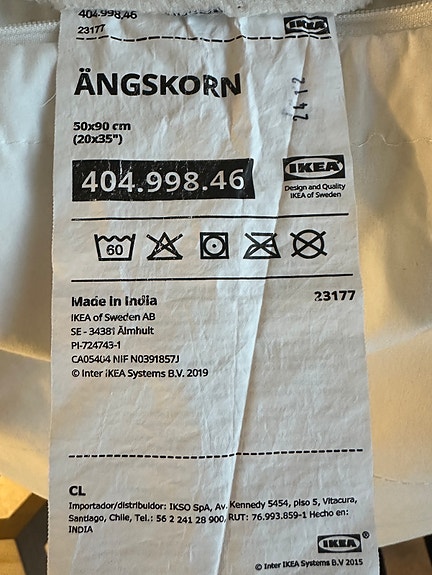 404.998.46
23177
IKEA
ÄNGSKORN
2412
50x90 cm
(20x35")
404.998.46
IKEA
Design and Quality
IKEA of Sweden
60
Made in India
23177
IKEA of Sweden AB
SE - 34381 Älmhult
PI-724743-1
CA05404 NIF N0391857J
© Inter IKEA Systems B.V. 2019
CL
Importador/distribuidor: IKSO SpA, Av. Kennedy 5454, piso 5, Vitacura,
Santiago, Chile, Tel.: 56 2 241 28 900, RUT: 76.993.859-1 Hecho en:
INDIA
IKEA®
© Inter IKEA Systems B.V 2015